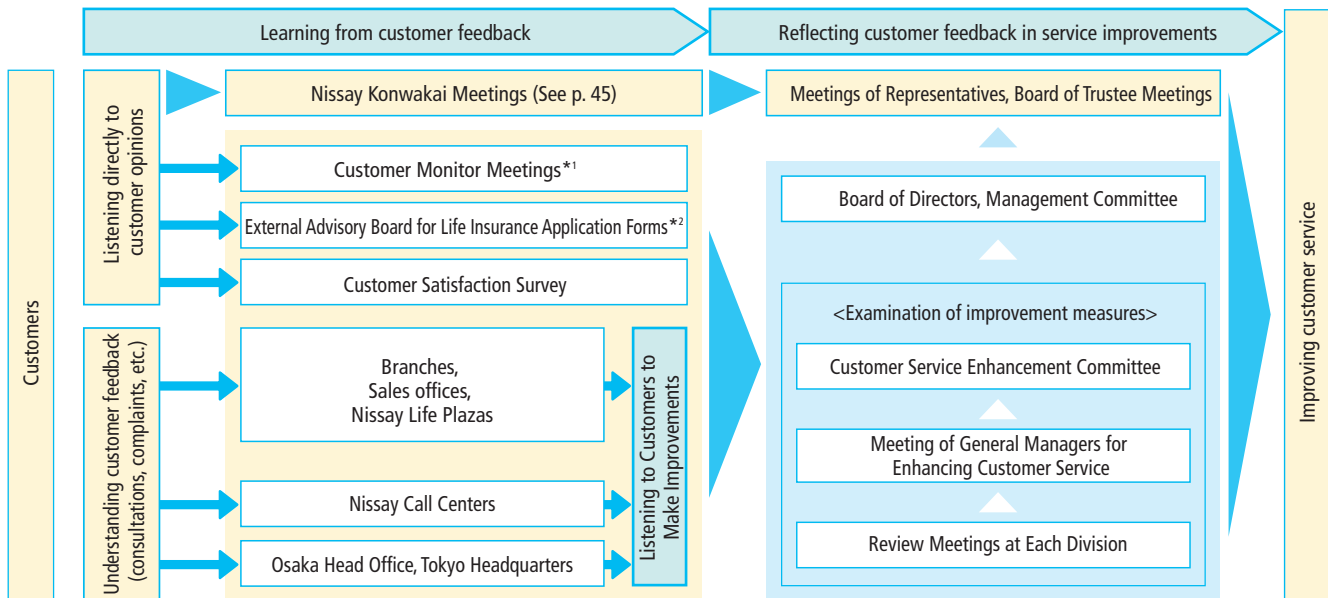 Learning from customer feedback
Reflecting customer feedback in service improvements
Customers
Listening directly to
customer opinions
Nissay Konwakai Meetings (See p. 45)
Customer Monitor Meetings*1
External Advisory Board for Life Insurance Application Forms*2
Customer Satisfaction Survey
Understanding customer feedback
(consultations, complaints, etc.)
Branches,
Sales offices,
Nissay Life Plazas
Nissay Call Centers
Osaka Head Office, Tokyo Headquarters
Listening to Customers to
Make Improvements
Meetings of Representatives, Board of Trustee Meetings
Board of Directors, Management Committee
<Examination of improvement measures>
Customer Service Enhancement Committee
Meeting of General Managers for
Enhancing Customer Service
Review Meetings at Each Division
Improving customer service